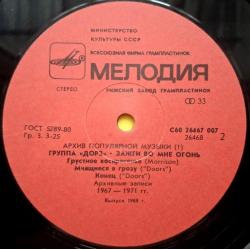 МИНИСТЕРСТВО
КУЛЬТУРЫ СССР
ВСЕСОЮЗНАЯ ФИРМА ГРАМПЛАСТИНОК
МЕЛОДИЯ
СТЕРЕО
РИЖСКИЙ ЗАВОД ГРАМПЛАСТИНОК
33
ГОСТ 5289-80
Гр. 3. 3-25
С60 26467 007
26468 2
АРХИВ ПОПУЛЯРНОЙ МУЗЫКИ (1)
ГРУППА «ДОРЗ» • ЗАЖГИ ВО МНЕ ОГОНЬ
Грустное воскресенье (Morrison)
Мчащиеся в грозу ("Doors")
Конец ("Doors")
Архивные записи
1967—1971 гг.
Выпуск 1988 г.